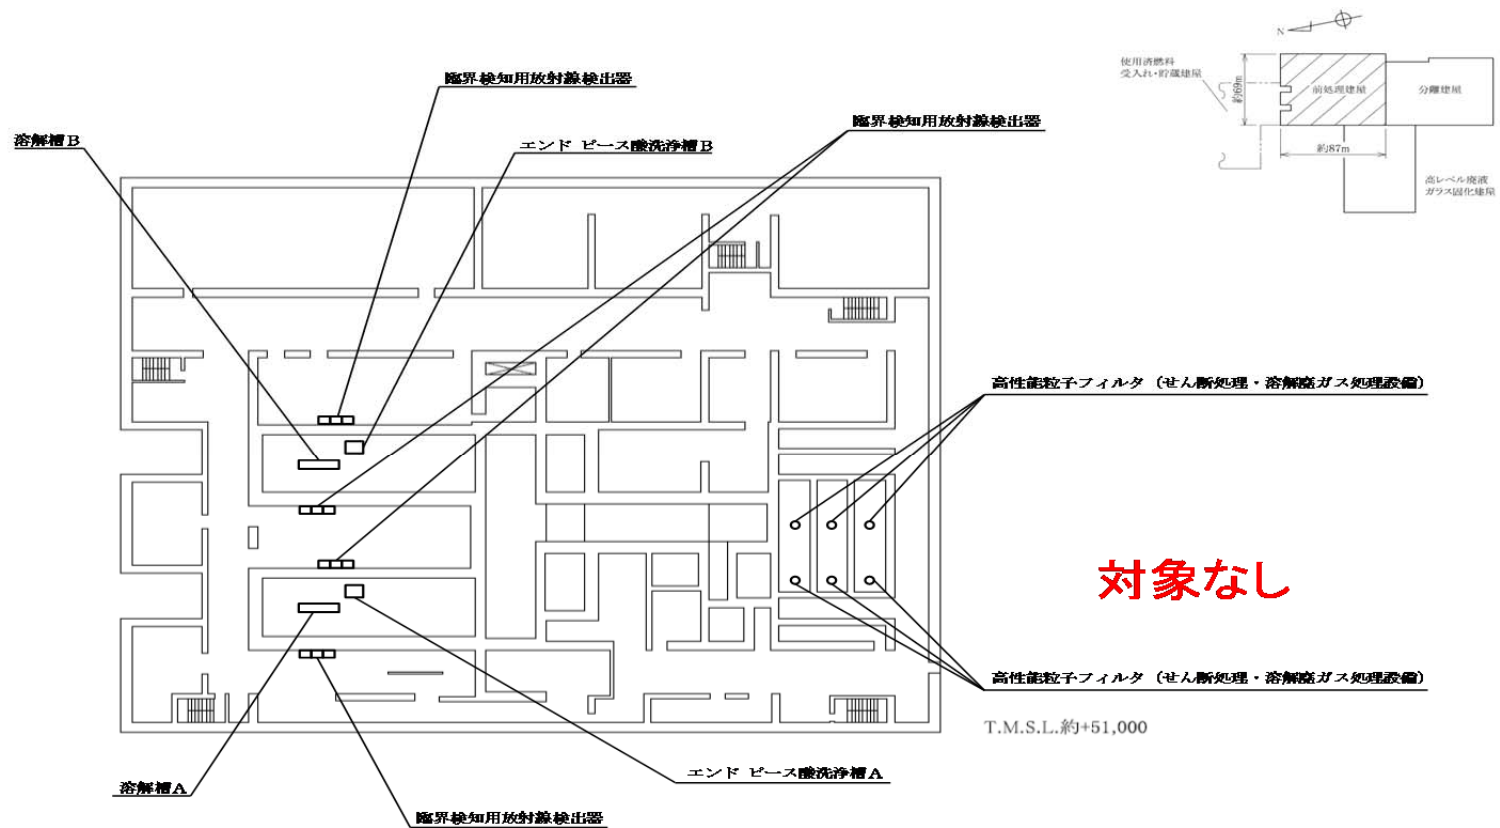 N
使用済燃料
受入れ・貯蔵建屋
約69m
前処理建屋
分離建屋
約87m
高レベル廃液
ガラス固化建屋
臨界検知用放射線検出器
溶解槽B
エンド ピース酸洗浄槽B
臨界検知用放射線検出器
高性能粒子フィルタ（せん断処理・溶解廃ガス処理設備）
対象なし
高性能粒子フィルタ（せん断処理・溶解廃ガス処理設備）
T.M.S.L.約+51,000
エンド ピース酸洗浄槽A
溶解槽A
臨界検知用放射線検出器